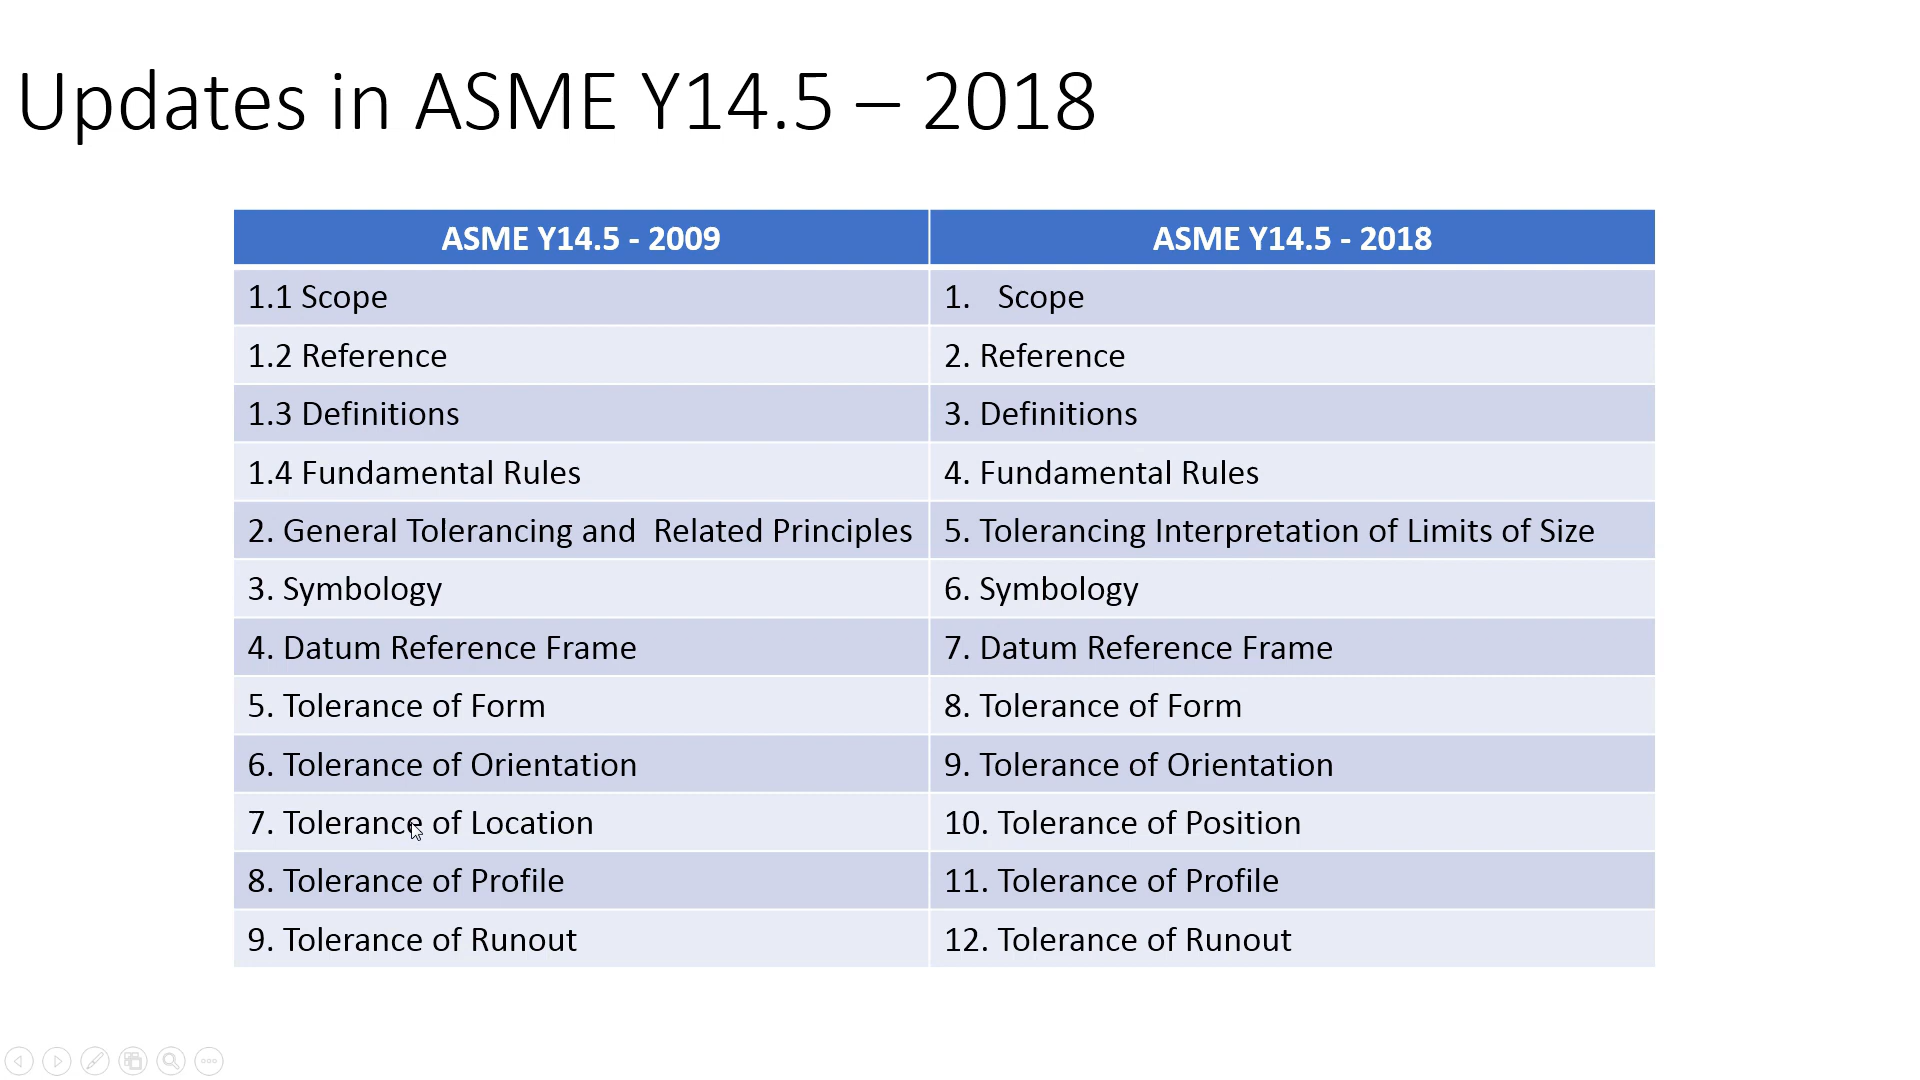 Updates in ASME Y14.5 – 2018
ASME Y14.5 - 2009 ASME Y14.5 - 2018
1.1 Scope 1. Scope
1.2 Reference 2. Reference
1.3 Definitions 3. Definitions
1.4 Fundamental Rules 4. Fundamental Rules
2. General Tolerancing and Related Principles 5. Tolerancing Interpretation of Limits of Size
3. Symbology 6. Symbology
4. Datum Reference Frame 7. Datum Reference Frame
5. Tolerance of Form 8. Tolerance of Form
6. Tolerance of Orientation 9. Tolerance of Orientation
7. Tolerance of Location 10. Tolerance of Position
8. Tolerance of Profile 11. Tolerance of Profile
9. Tolerance of Runout 12. Tolerance of Runout